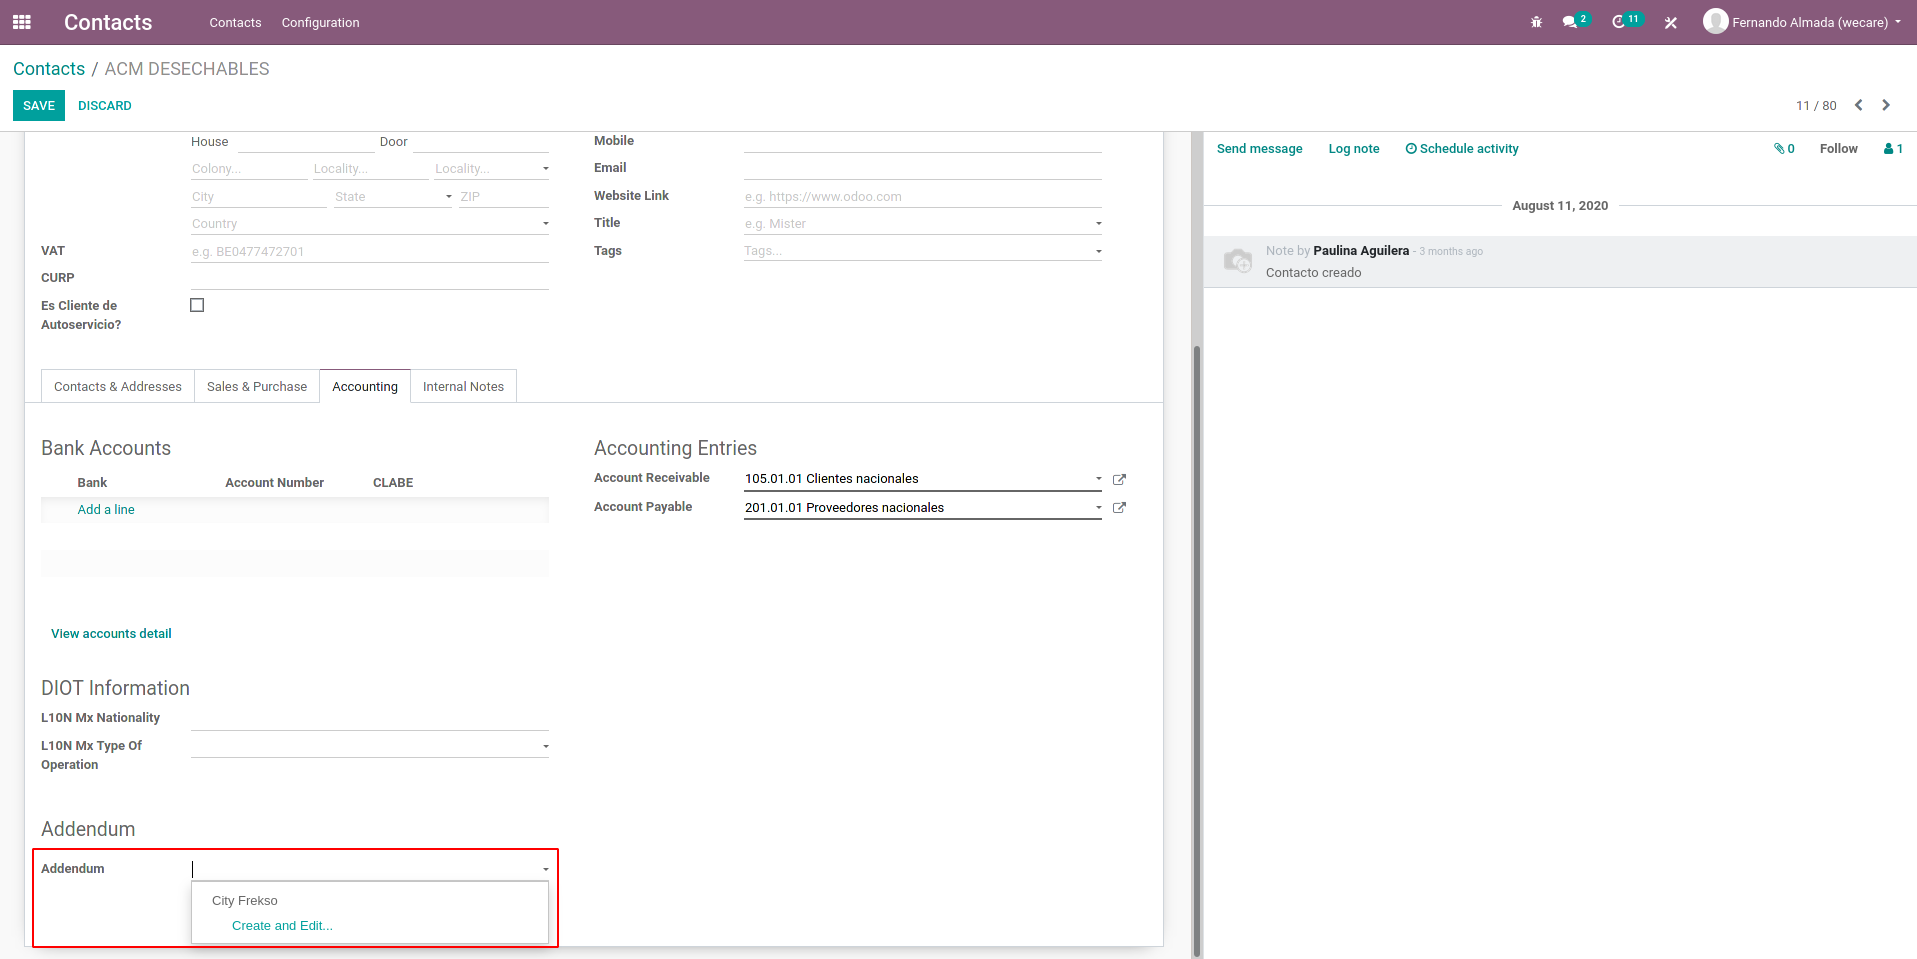 Contacts Contacts Configuration 2 11 Fernando Almada (wecare)
Contacts / ACM DESECHABLES
SAVE DISCARD 11 / 80
House Door Mobile
Colony... Locality... Locality... Email
City State ZIP Website Link e.g. https://www.odoo.com
Country Title e.g. Mister
VAT e.g. BE0477472701 Tags Tags...
CURP
Es Cliente de
Autoservicio?
Contacts & Addresses Sales & Purchase Accounting Internal Notes
Bank Accounts
Bank Account Number CLABE
Add a line
View accounts detail
Accounting Entries
Account Receivable 105.01.01 Clientes nacionales
Account Payable 201.01.01 Proveedores nacionales
DIOT Information
L10N Mx Nationality
L10N Mx Type Of
Operation
Addendum
Addendum
City Frekso
Create and Edit...
Send message Log note Schedule activity 0 Follow 1
August 11, 2020
Note by Paulina Aguilera - 3 months ago
Contacto creado